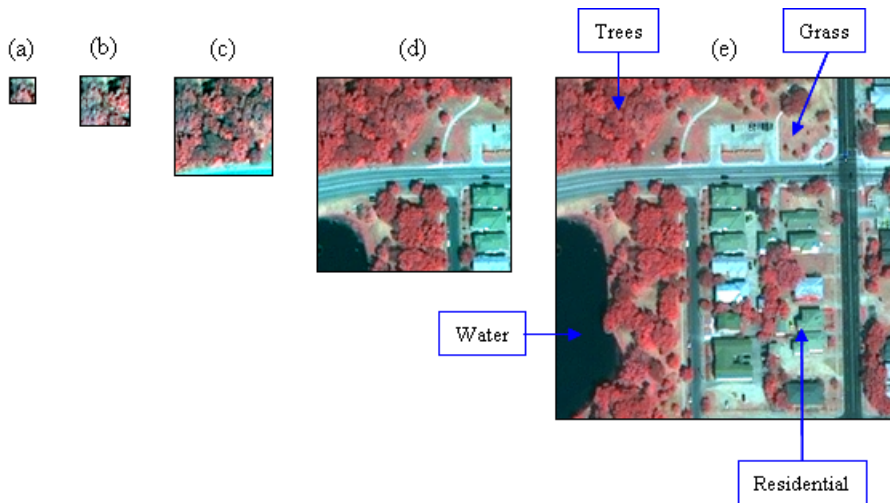 (a)
(b)
(c)
(d)
Trees
(e)
Grass
Water
Residential